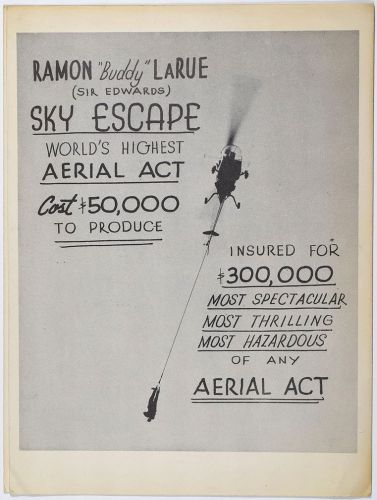 RAMON "Buddy" LARUE
(SIR EDWARDS)
SKY ESCAPE
WORLD'S HIGHEST
AERIAL ACT
Cost $50,000
TO PRODUCE
INSURED FOR
$300,000
MOST SPECTACULAR
MOST THRILLING
MOST HAZARDOUS
OF ANY
AERIAL ACT